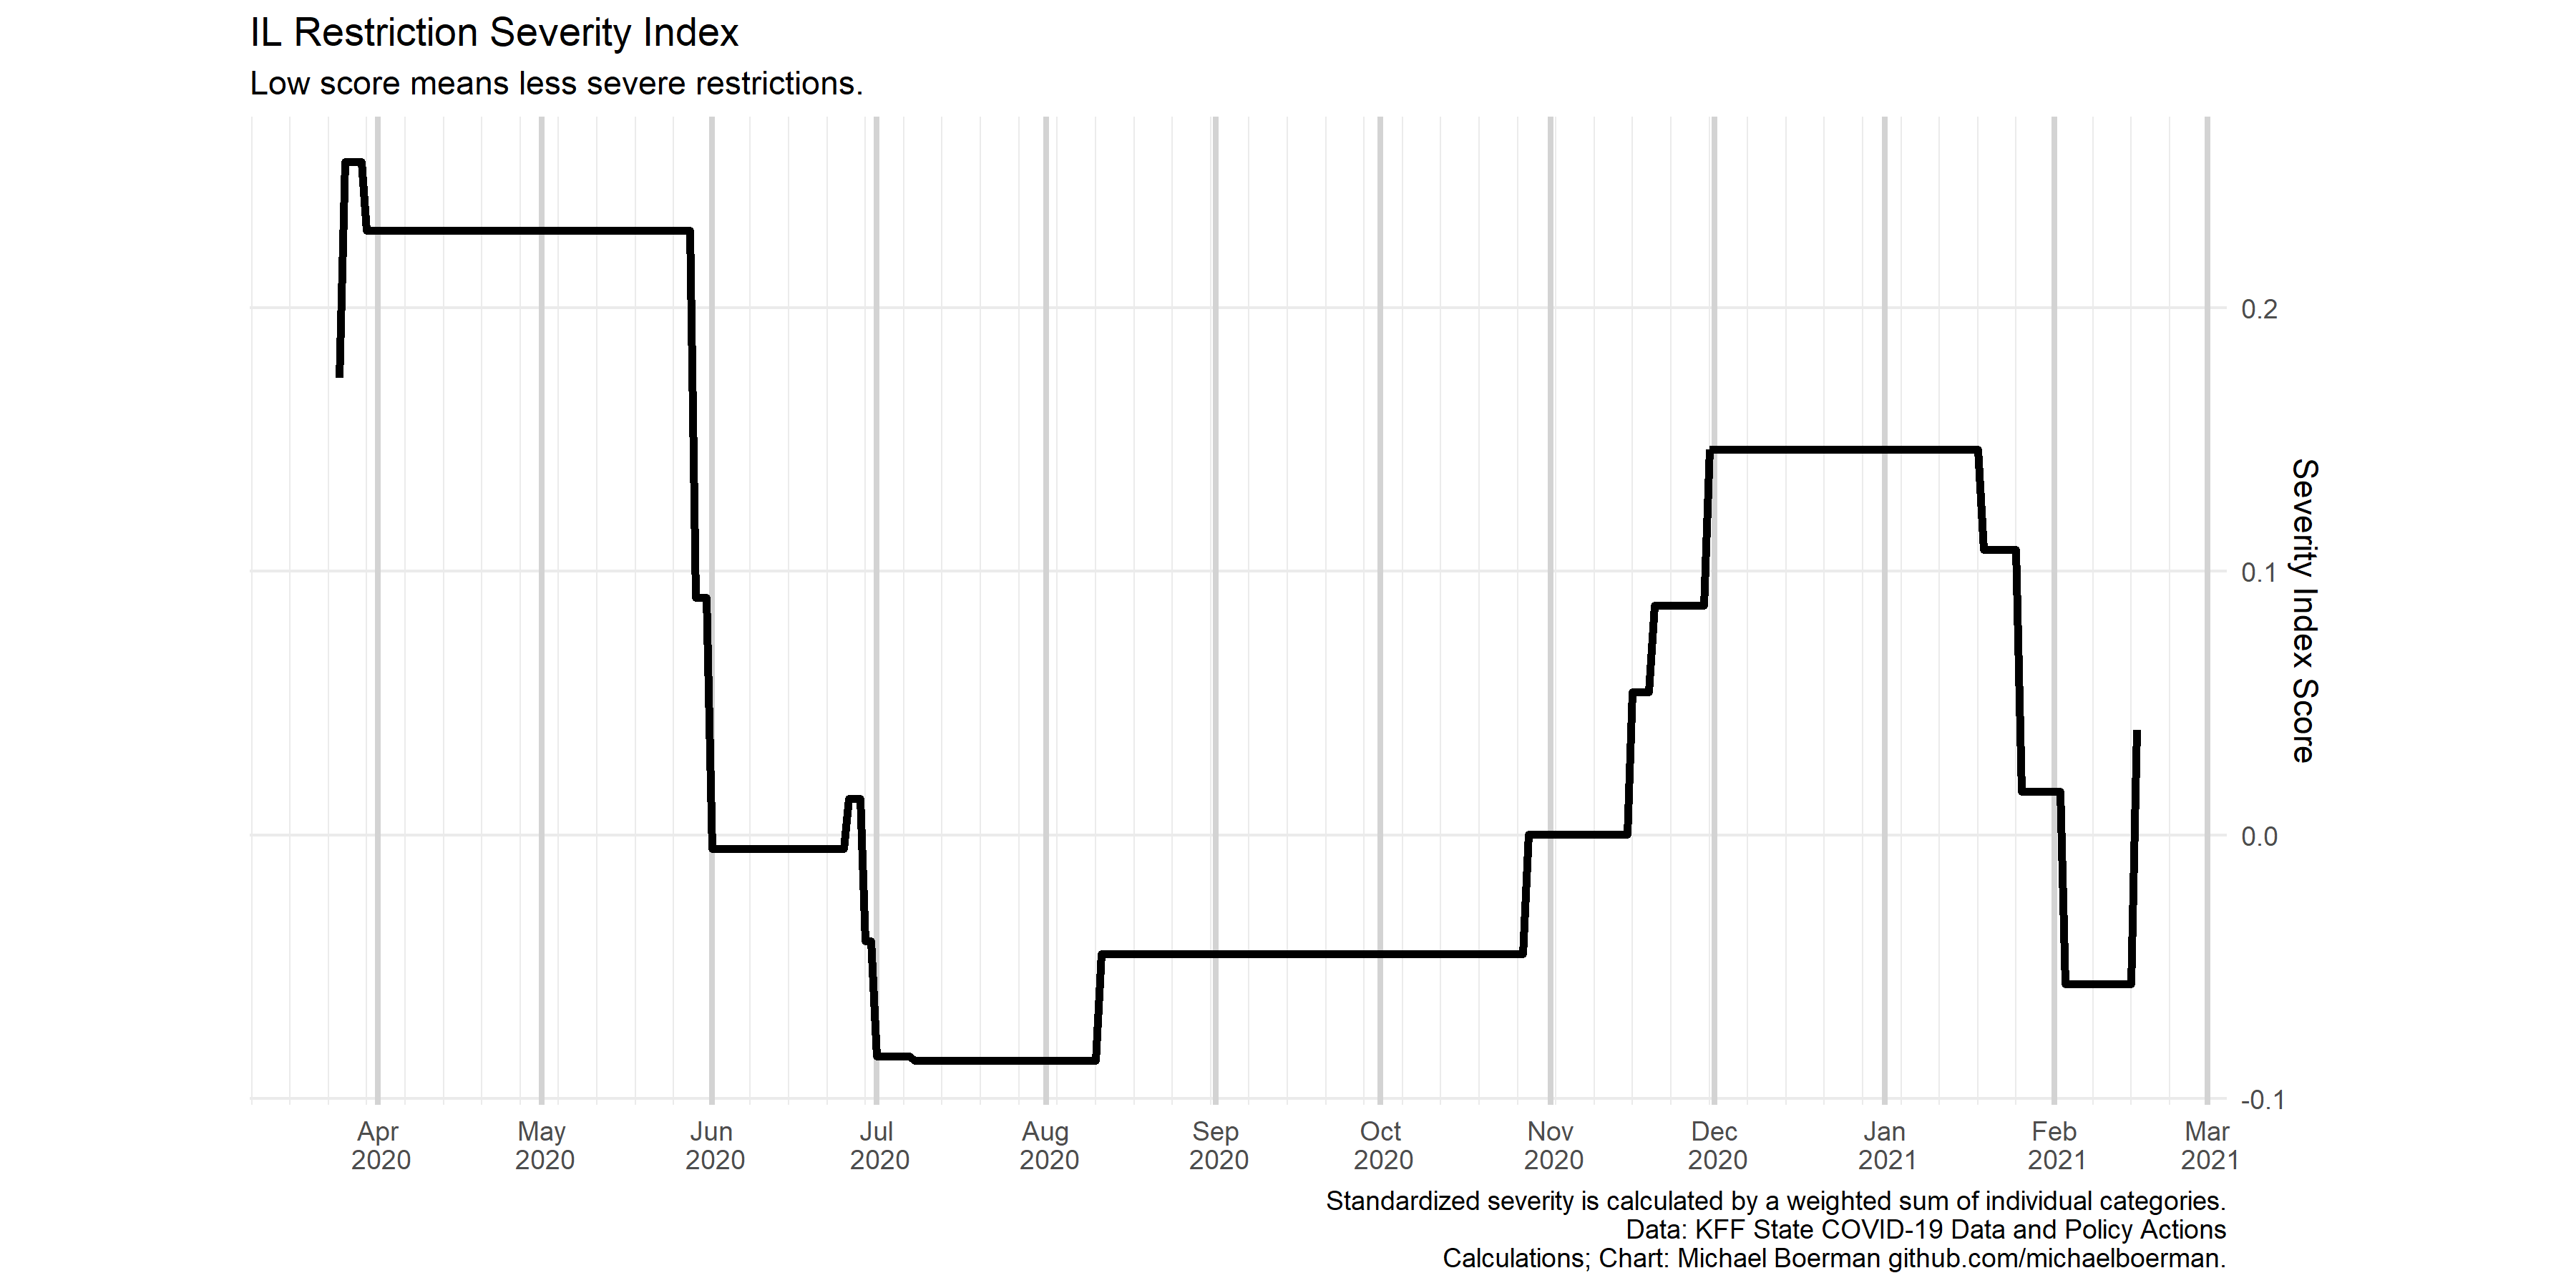 IL Restriction Severity Index
Low score means less severe restrictions.
0.2
0.1
0.0
-0.1
Severity Index Score
Apr May Jun Jul Aug Sep Oct Nov Dec Jan Feb Mar
2020 2020 2020 2020 2020 2020 2020 2020 2020 2021 2021 2021
Standardized severity is calculated by a weighted sum of individual categories.
Data: KFF State COVID-19 Data and Policy Actions
Calculations; Chart: Michael Boerman github.com/michaelboerman.